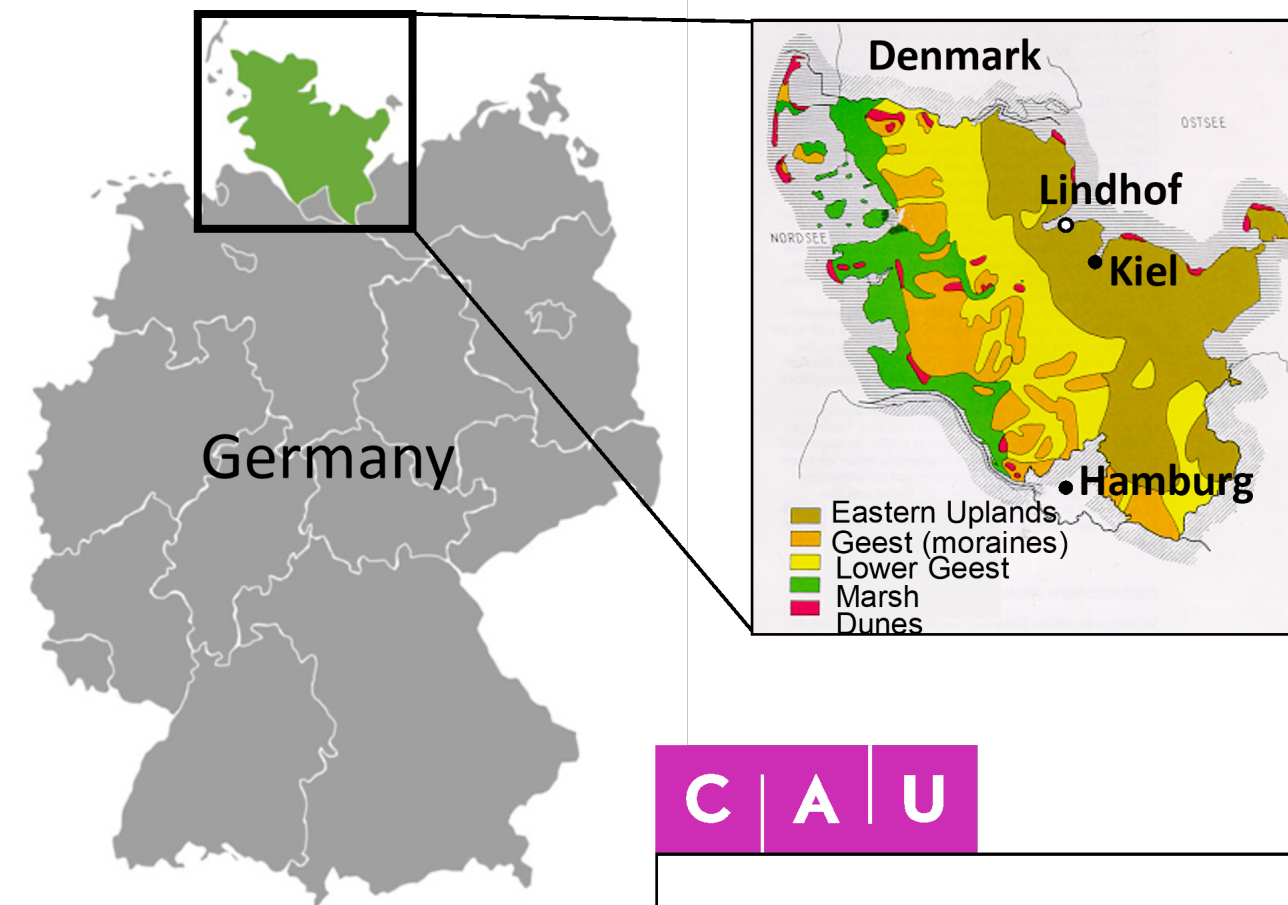 Germany
Denmark
OSTSEE
Lindhof
NORDSEE
Kiel
Hamburg
Eastern Uplands
Geest (moraines)
Lower Geest
Marsh
Dunes
C A U